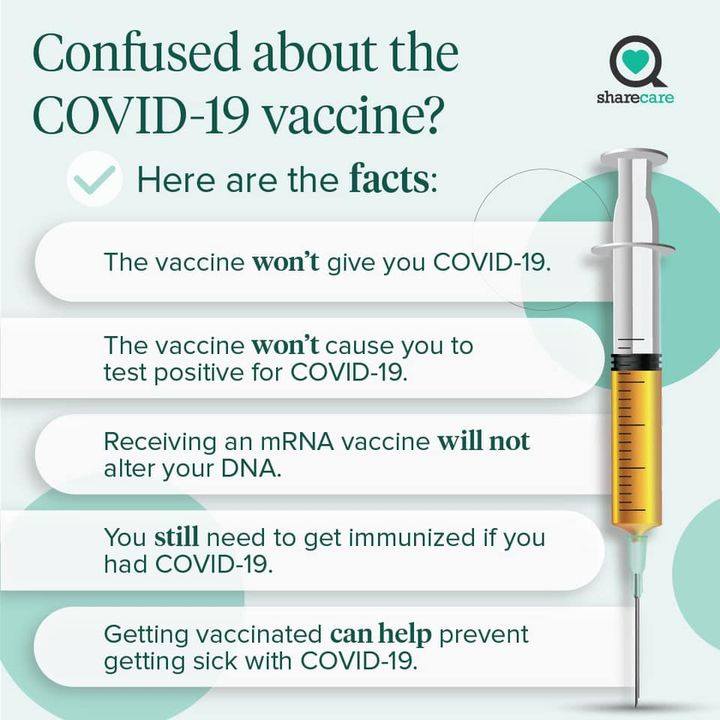 Confused about the
COVID-19 vaccine?
sharecare
Here are the facts:
The vaccine won't give you COVID-19.
The vaccine won't cause you to
test positive for COVID-19.
Receiving an mRNA vaccine will not
alter your DNA.
You still need to get immunized if you
had COVID-19.
Getting vaccinated can help prevent
getting sick with COVID-19.